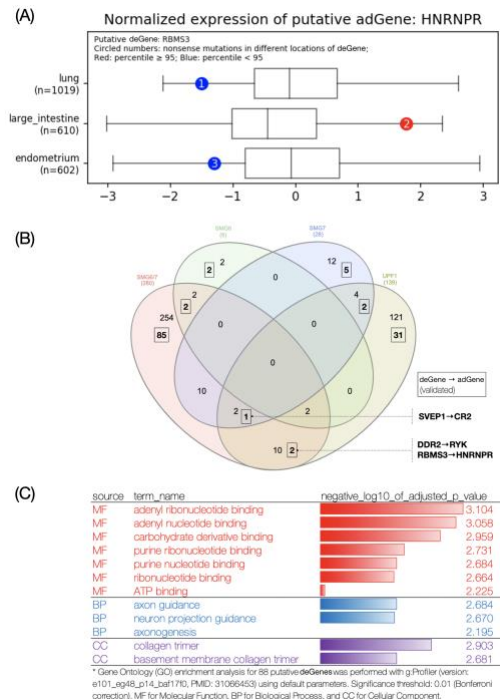 (A)
Normalized expression of putative adGene: HNRNPR
Putative deGene: RBMS3
Circled numbers: nonsense mutations in different locations of deGene;
Red: percentile ≥ 95; Blue: percentile < 95
lung
(n=1019)
1
large_intestine
(n=610)
2
endometrium
(n=602)
3
−3 −2 −1 0 1 2 3
(B)
SMG7
(28)
UPF1
(138)
2
2
0
12
5
2
2
4
2
254
85
0
0
121
31
0
10
0
2
1
2
10
2
deGene → adGene
(validated)
SVEP1→CR2
DDR2→RYK
RBMS3→HNRNPR
(C)
source term_name negative_log10_of_adjusted_p_value
MF adenyl ribonucleotide binding 3.104
MF adenyl nucleotide binding 3.058
MF carbohydrate derivative binding 2.959
MF purine ribonucleotide binding 2.731
MF purine nucleotide binding 2.684
MF ribonucleotide binding 2.664
MF ATP binding 2.225
BP axon guidance 2.684
BP neuron projection guidance 2.670
BP axonogenesis 2.195
CC collagen trimer 2.903
CC basement membrane collagen trimer 2.681
* Gene Ontology (GO) enrichment analysis for 88 putative deGenes was performed with g:Profiler (version:
e101_eg48_p14_baf17f0, PMID: 31066453) using default parameters. Significance threshold: 0.01 (Bonferroni
correction). MF for Molecular Function, BP for Biological Process, and CC for Cellular Component.